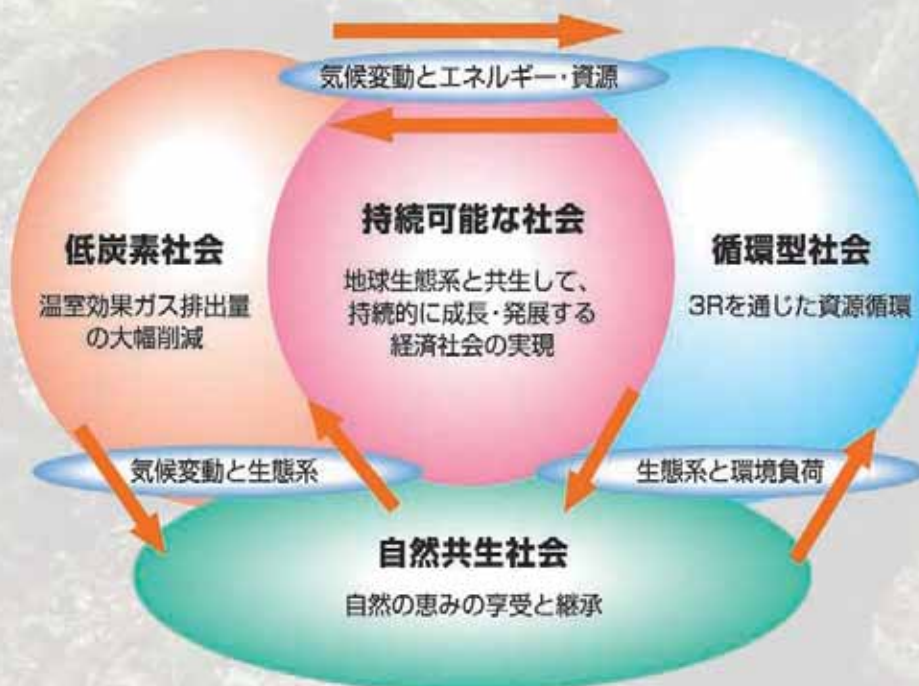 気候変動とエネルギー・資源
低炭素社会
温室効果ガス排出量
の大幅削減
持続可能な社会
地球生態系と共生して、
持続的に成長・発展する
経済社会の実現
循環型社会
3Rを通じた資源循環
気候変動と生態系
生態系と環境負荷
自然共生社会
自然の恵みの享受と継承